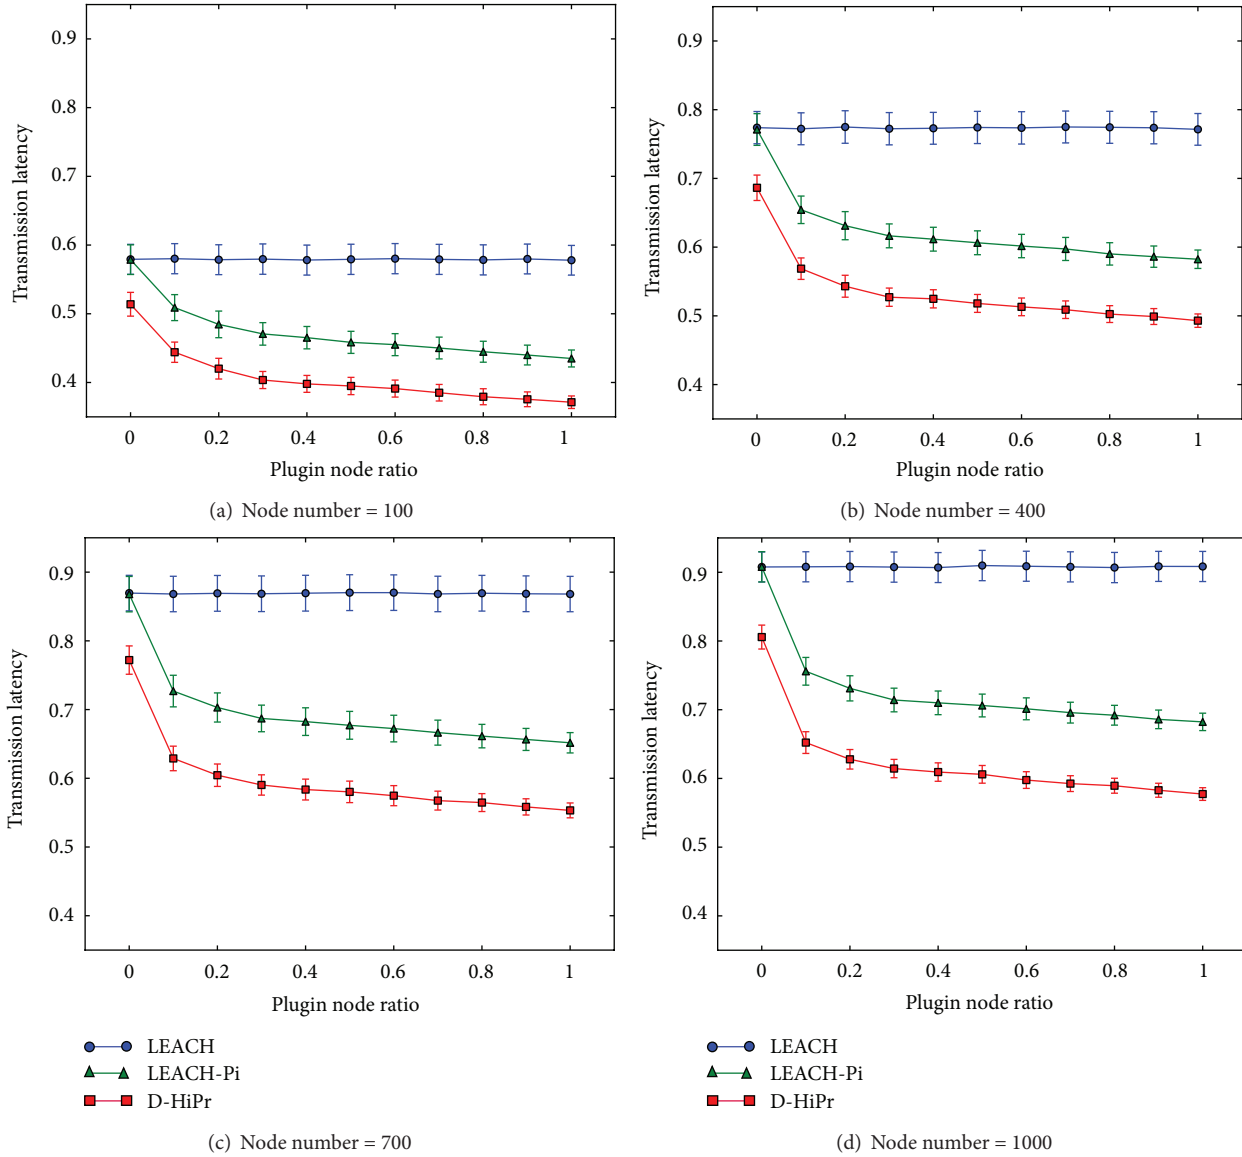 0.9
0.8
0.7
0.6
0.5
0.4
Transmission latency
0 0.2 0.4 0.6 0.8 1
Plugin node ratio
(a) Node number = 100
0.9
0.8
0.7
0.6
0.5
0.4
Transmission latency
0 0.2 0.4 0.6 0.8 1
Plugin node ratio
(b) Node number = 400
0.9
0.8
0.7
0.6
0.5
0.4
Transmission latency
0 0.2 0.4 0.6 0.8 1
Plugin node ratio
LEACH
LEACH-Pi
D-HiPr
(c) Node number = 700
0.9
0.8
0.7
0.6
0.5
0.4
Transmission latency
0 0.2 0.4 0.6 0.8 1
Plugin node ratio
LEACH
LEACH-Pi
D-HiPr
(d) Node number = 1000